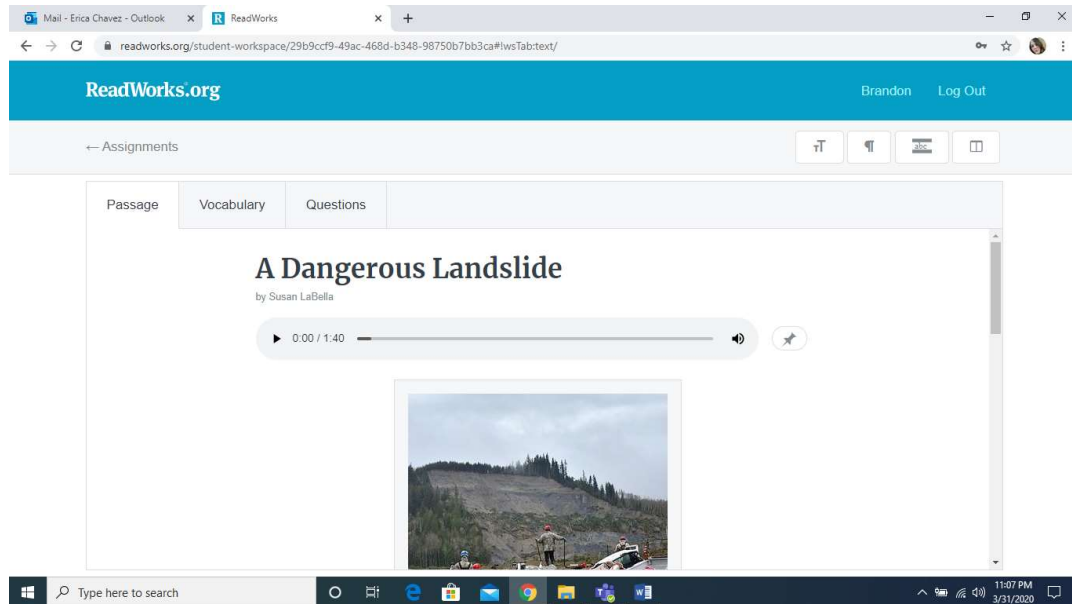 Mail - Erica Chavez - Outlook
ReadWorks
readworks.org/student-workspace/29b9ccf9-49ac-468d-b348-98750b7bb3ca#!wsTab:text/
ReadWorks.org Brandon Log Out
← Assignments abc
Passage Vocabulary Questions
A Dangerous Landslide
by Susan LaBella
0:00 / 1:40
Type here to search
11:07 PM
3/31/2020